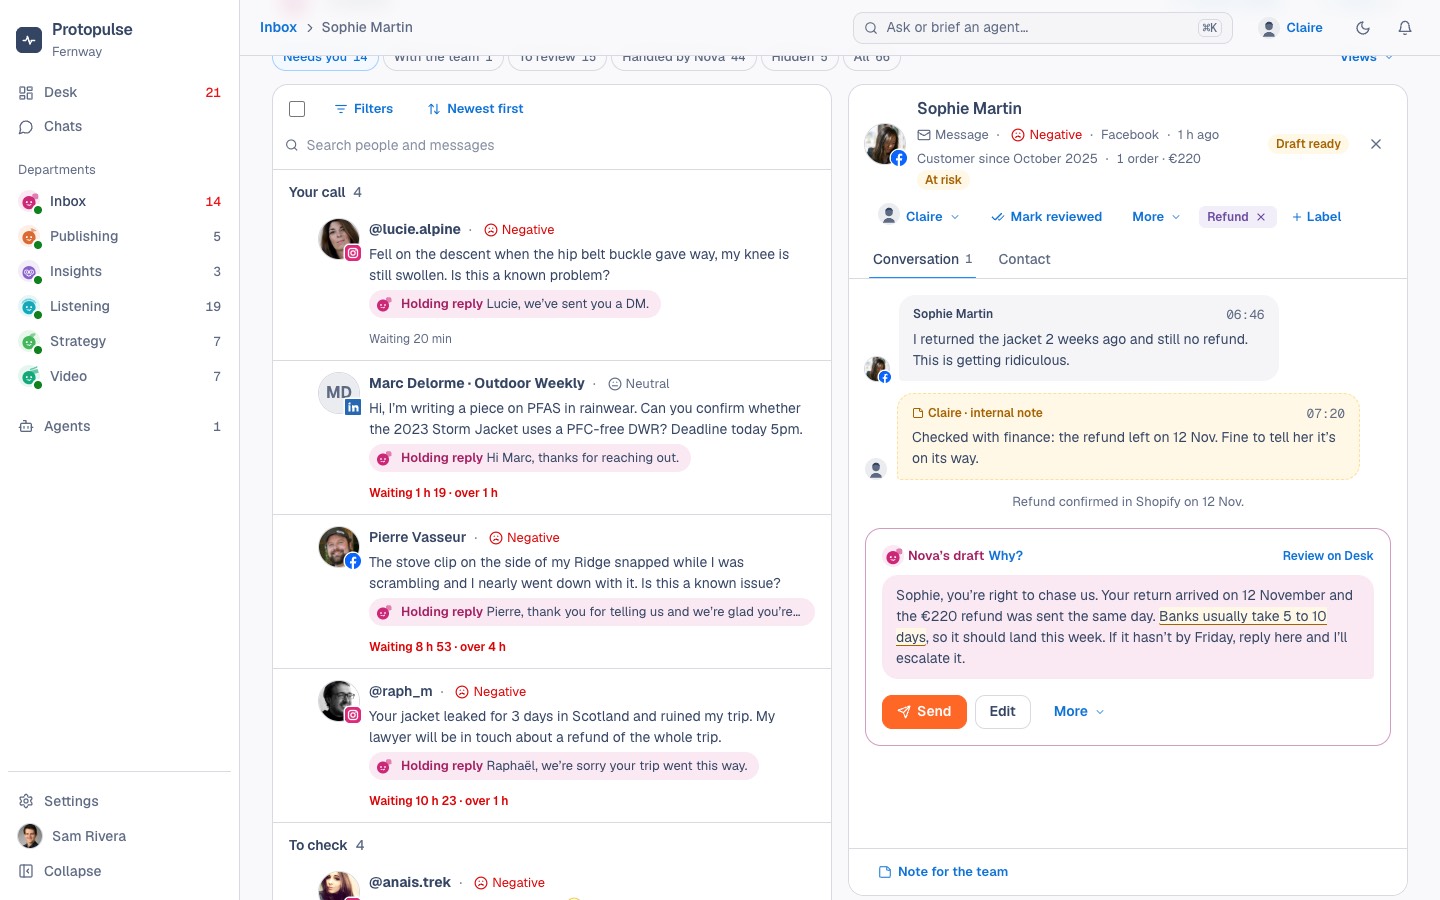 Protopulse
Fernway
Desk 21
Chats
Departments
Inbox 14
Publishing 5
Insights 3
Listening 19
Strategy 7
Video 7
Agents 1
Settings
Sam Rivera
Collapse
Inbox > Sophie Martin
Ask or brief an agent… ⌘K
Claire
Needs you 14 With the team 1 To review 15 Handled by Nova 44 Hidden 5 All 66 Views
Filters Newest first
Search people and messages
Your call 4
@lucie.alpine · Negative
Fell on the descent when the hip belt buckle gave way, my knee is
still swollen. Is this a known problem?
Holding reply Lucie, we've sent you a DM.
Waiting 20 min
MD
Marc Delorme · Outdoor Weekly · Neutral
Hi, I'm writing a piece on PFAS in rainwear. Can you confirm whether
the 2023 Storm Jacket uses a PFC-free DWR? Deadline today 5pm.
Holding reply Hi Marc, thanks for reaching out.
Waiting 1 h 19 · over 1 h
Pierre Vasseur · Negative
The stove clip on the side of my Ridge snapped while I was
scrambling and I nearly went down with it. Is this a known issue?
Holding reply Pierre, thank you for telling us and we're glad you're…
Waiting 8 h 53 · over 4 h
@raph_m · Negative
Your jacket leaked for 3 days in Scotland and ruined my trip. My
lawyer will be in touch about a refund of the whole trip.
Holding reply Raphaël, we're sorry your trip went this way.
Waiting 10 h 23 · over 1 h
To check 4
@anais.trek · Negative
Sophie Martin
Message · Negative · Facebook · 1 h ago
Customer since October 2025 · 1 order · €220
At risk
Draft ready
Claire Mark reviewed More Refund + Label
Conversation 1 Contact
Sophie Martin 06:46
I returned the jacket 2 weeks ago and still no refund.
This is getting ridiculous.
Claire · internal note 07:20
Checked with finance: the refund left on 12 Nov. Fine to tell her it's
on its way.
Refund confirmed in Shopify on 12 Nov.
Nova's draft Why? Review on Desk
Sophie, you're right to chase us. Your return arrived on 12 November and
the €220 refund was sent the same day. Banks usually take 5 to 10
days, so it should land this week. If it hasn't by Friday, reply here and I'll
escalate it.
Send Edit More
Note for the team